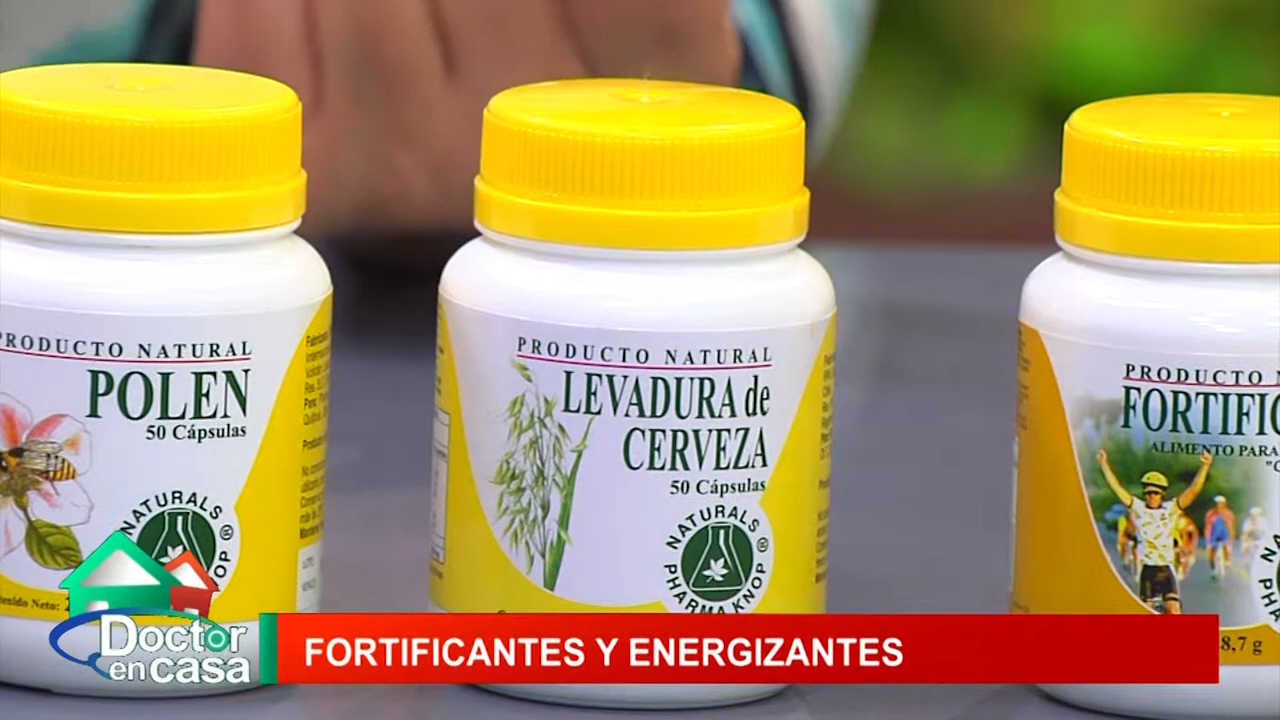 PRODUCTO NATURAL
POLEN
50 Cápsulas
NATURALS
®
PRODUCTO NATURAL
LEVADURA de
CERVEZA
50 Cápsulas
NATURALS ®
PHARMA KNOP
PRODUCTO
FORTIFIC
ALIMENTO PARA
8,7 g
Doctor
en casa
FORTIFICANTES Y ENERGIZANTES